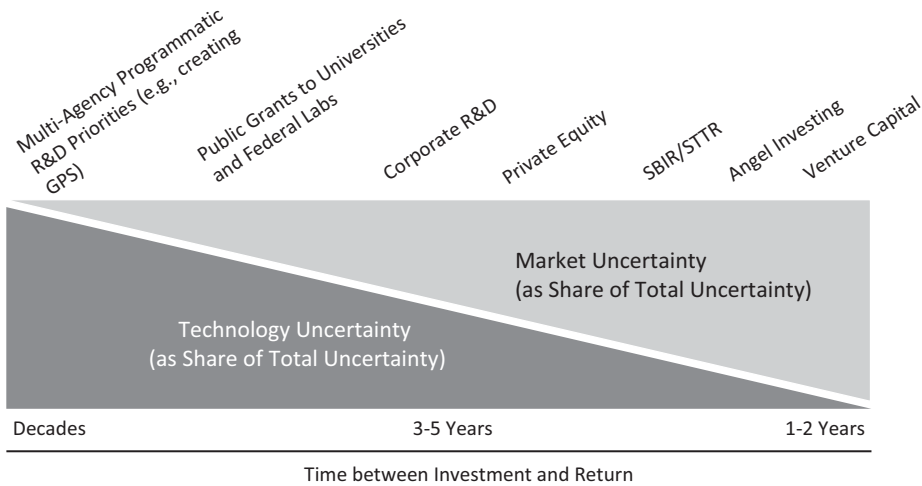 Multi-Agency Programmatic
R&D Priorities (e.g., creating
GPS)
Public Grants to Universities
and Federal Labs
Corporate R&D
Private Equity
SBIR/STTR
Angel Investing
Venture Capital
Market Uncertainty
(as Share of Total Uncertainty)
Technology Uncertainty
(as Share of Total Uncertainty)
Decades
3-5 Years
1-2 Years
Time between Investment and Return